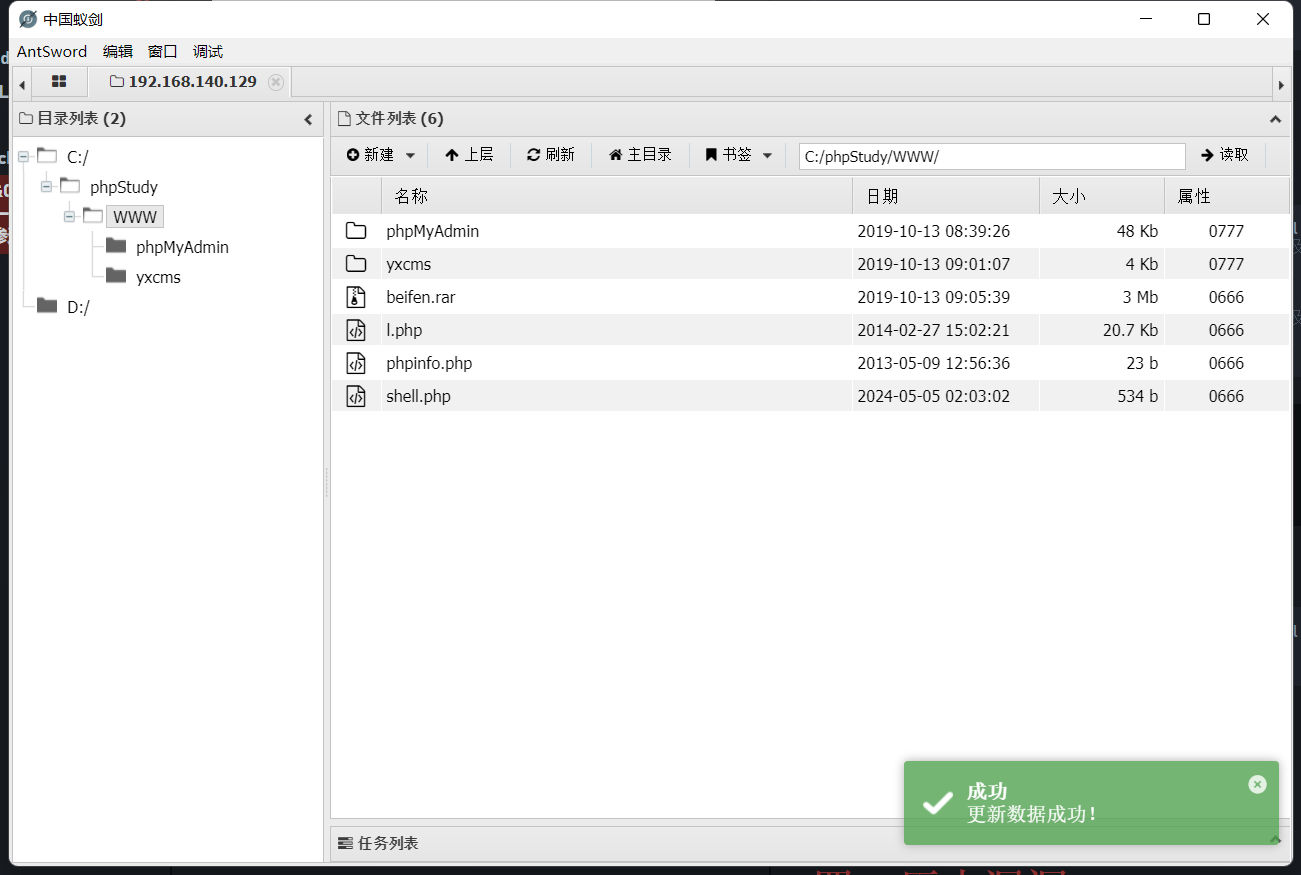 中国蚁剑
AntSword 编辑 窗口 调试
192.168.140.129
目录列表 (2)
C:/
phpStudy
WWW
phpMyAdmin
yxcms
D:/
文件列表 (6)
新建 上层 刷新 主目录 书签 C:/phpStudy/WWW/ 读取
名称 日期 大小 属性
phpMyAdmin 2019-10-13 08:39:26 48 Kb 0777
yxcms 2019-10-13 09:01:07 4 Kb 0777
beifen.rar 2019-10-13 09:05:39 3 Mb 0666
l.php 2014-02-27 15:02:21 20.7 Kb 0666
phpinfo.php 2013-05-09 12:56:36 23 b 0666
shell.php 2024-05-05 02:03:02 534 b 0666
成功
更新数据成功!
任务列表